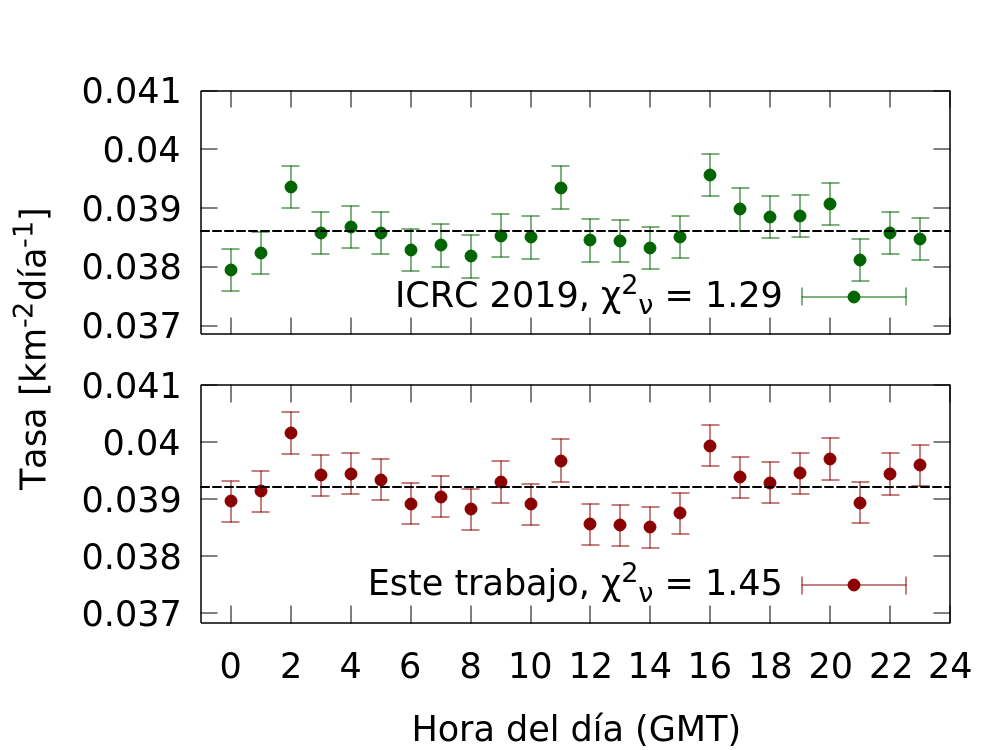 0.041
0.04
0.039
0.038
0.037
ICRC 2019, χ²ᵥ = 1.29
Tasa [km⁻²día⁻¹]
0.041
0.04
0.039
0.038
0.037
Este trabajo, χ²ᵥ = 1.45
0 2 4 6 8 10 12 14 16 18 20 22 24
Hora del día (GMT)